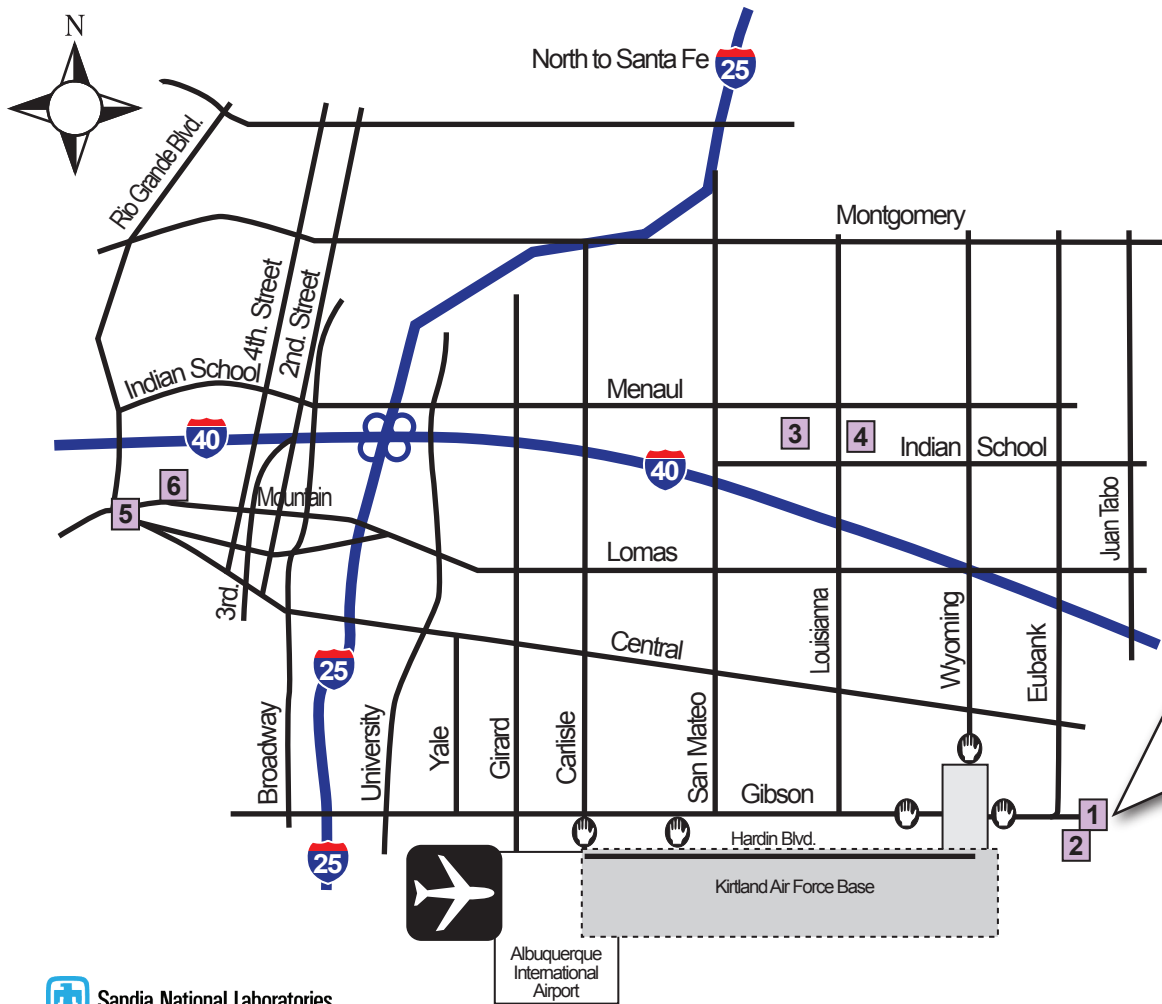 N
North to Santa Fe
25
Rio Grande Blvd.
Montgomery
4th. Street
2nd. Street
Indian School
Menaul
40
3
4
Indian School
40
6
5
Mountain
Lomas
Juan Tabo
3rd.
Central
Louisianna
Wyoming
Eubank
25
Broadway
University
Yale
Girard
Carlisle
San Mateo
Gibson
1
Hardin Blvd.
2
25
Kirtland Air Force Base
Albuquerque
International
Airport
Sandia National Laboratories